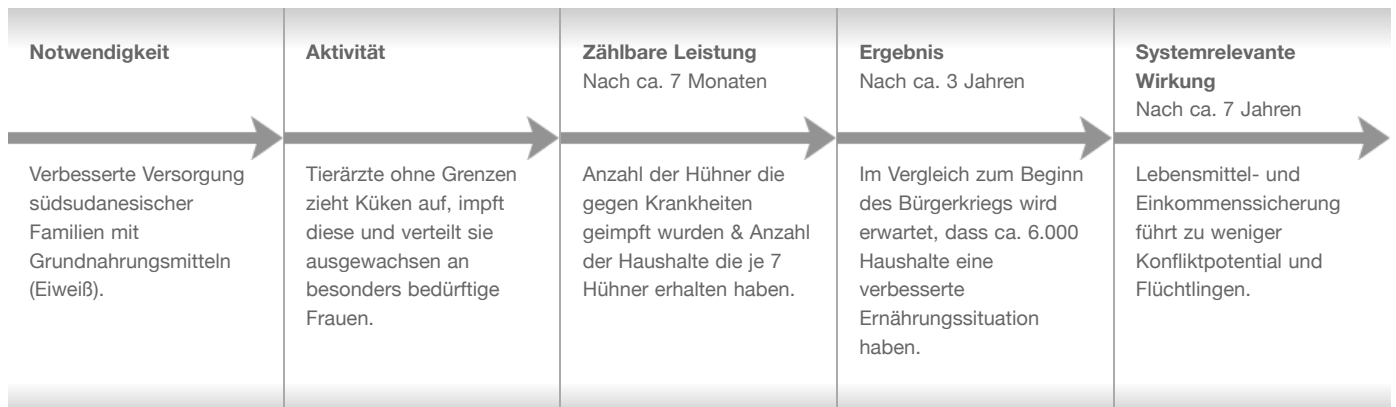 Notwendigkeit
Verbesserte Versorgung
südsudanesischer
Familien mit
Grundnahrungsmitteln
(Eiweiß).
Aktivität
Tierärzte ohne Grenzen
zieht Küken auf, impft
diese und verteilt sie
ausgewachsen an
besonders bedürftige
Frauen.
Zählbare Leistung
Nach ca. 7 Monaten
Anzahl der Hühner die
gegen Krankheiten
geimpft wurden & Anzahl
der Haushalte die je 7
Hühner erhalten haben.
Ergebnis
Nach ca. 3 Jahren
Im Vergleich zum Beginn
des Bürgerkriegs wird
erwartet, dass ca. 6.000
Haushalte eine
verbesserte
Ernährungssituation
haben.
Systemrelevante
Wirkung
Nach ca. 7 Jahren
Lebensmittel- und
Einkommenssicherung
führt zu weniger
Konfliktpotential und
Flüchtlingen.